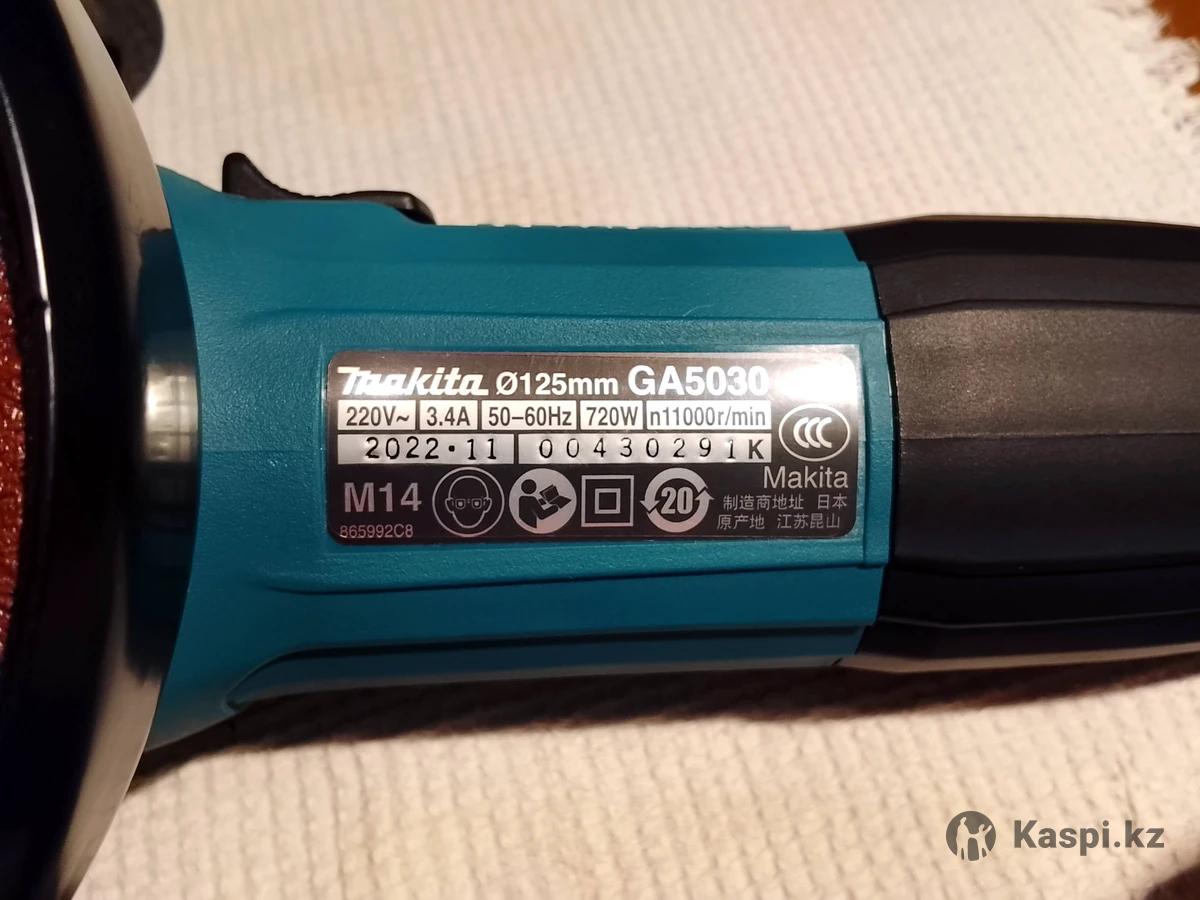 Makita Ø125mm GA5030
220V~ 3.4A 50-60Hz 720W n11000r/min
2022·11 00430291K
CCC
M14
20
Makita
制造商地址 日本
原产地 江苏昆山
865992C8
Kaspi.kz